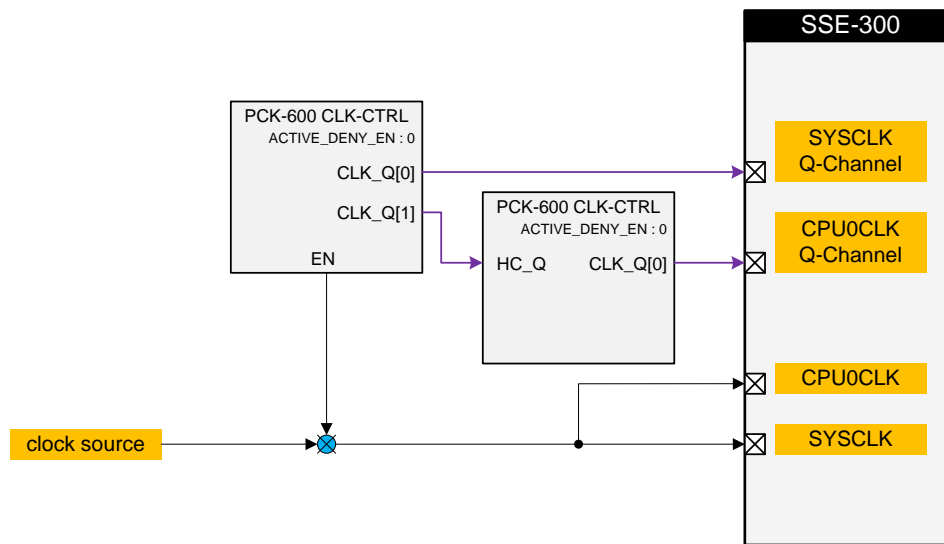 SSE-300
PCK-600 CLK-CTRL
ACTIVE_DENY_EN : 0
CLK_Q[0]
CLK_Q[1]
EN
PCK-600 CLK-CTRL
ACTIVE_DENY_EN : 0
HC_Q
CLK_Q[0]
SYSCLK
Q-Channel
CPU0CLK
Q-Channel
CPU0CLK
SYSCLK
clock source